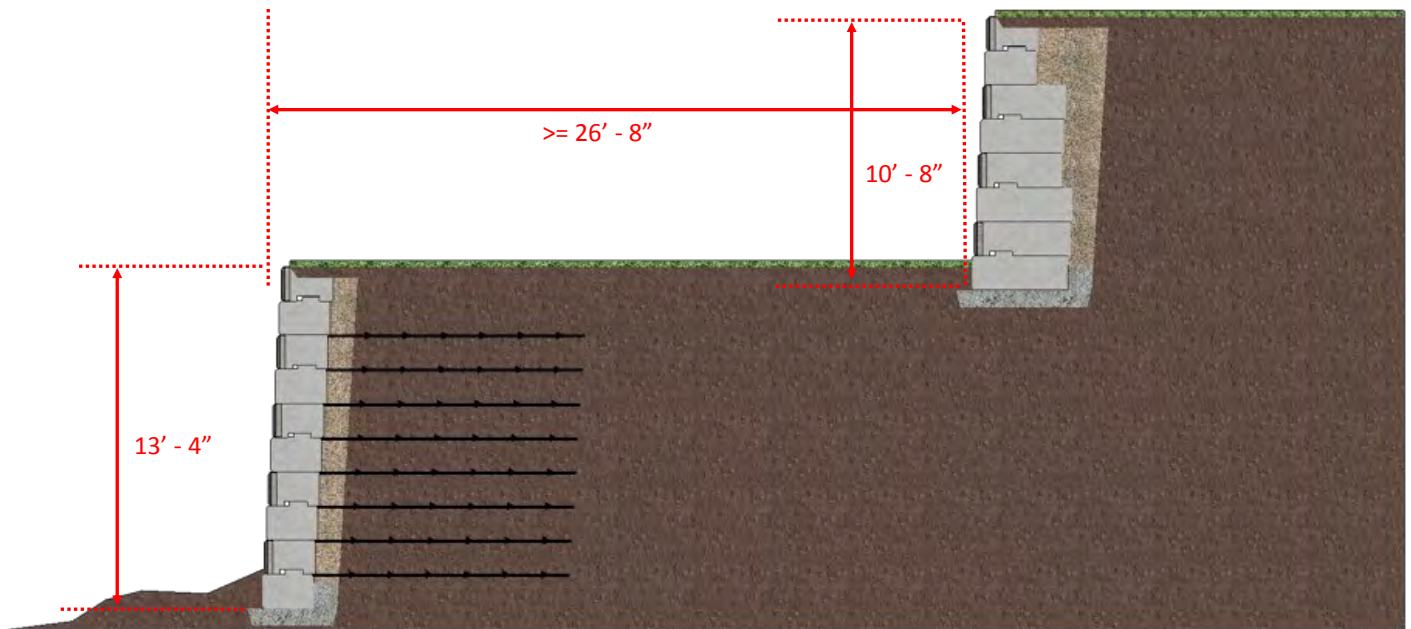 >= 26’ - 8”
10’ - 8”
13’ - 4”